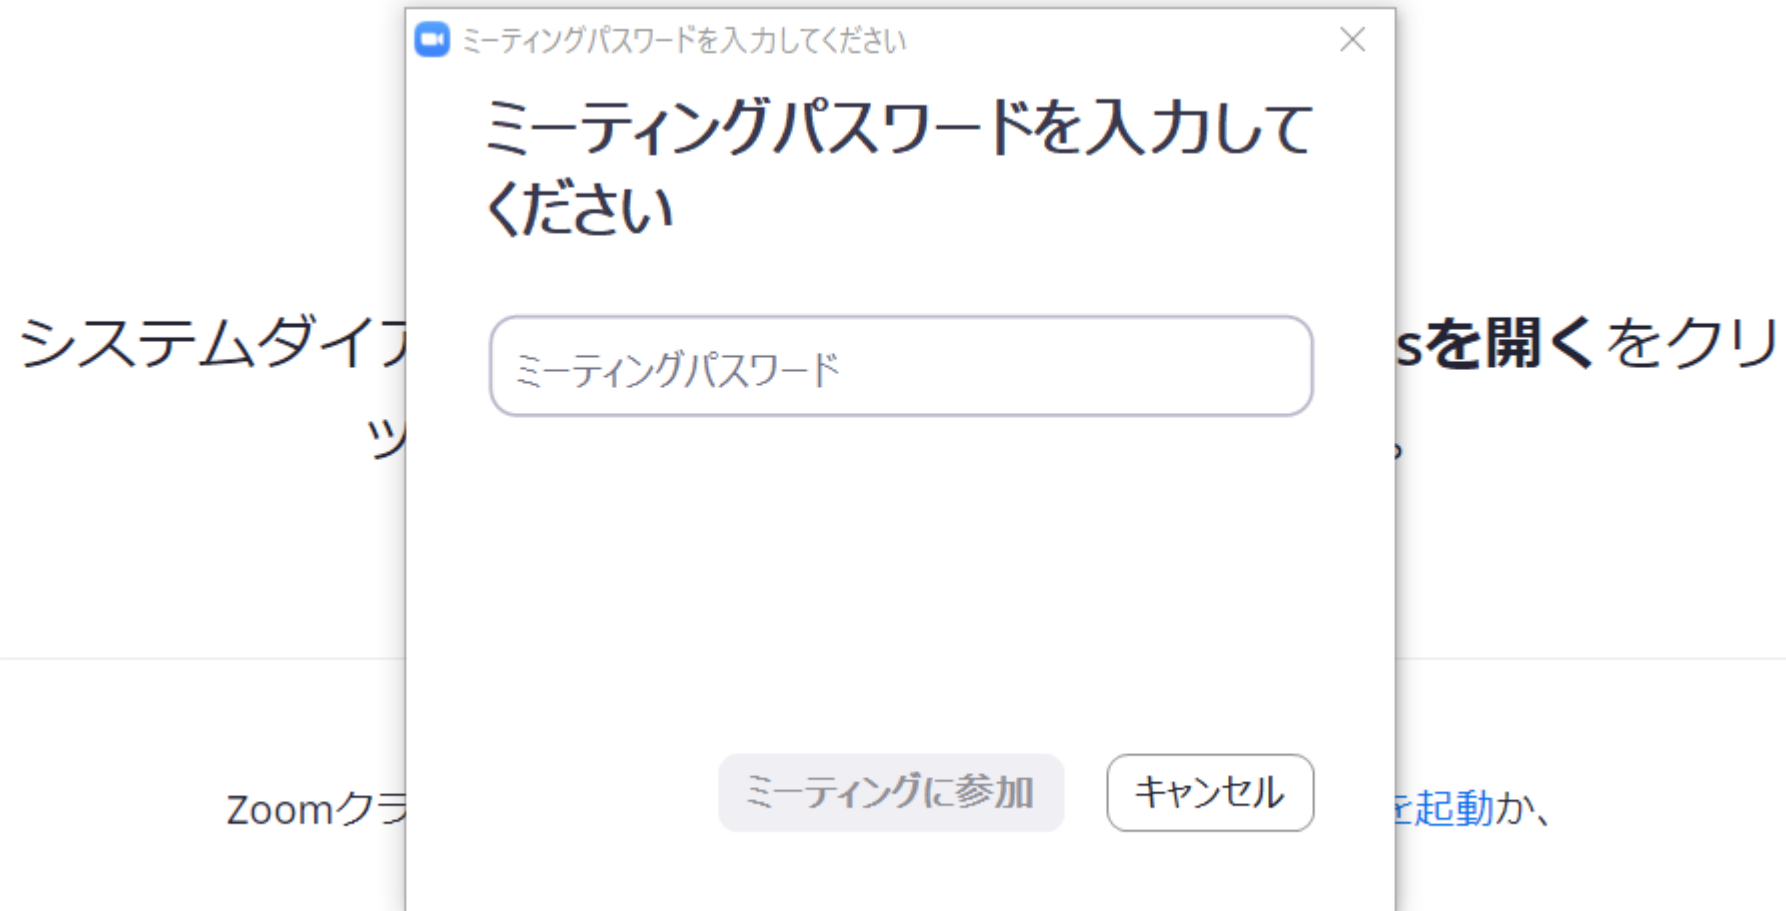 ミーティングパスワードを入力してください
ミーティングパスワードを入力して
ください
システムダイア
sを開くをクリ
ミーティングパスワード
ッ
。
ミーティングに参加
キャンセル
Zoomクラ
を起動か、